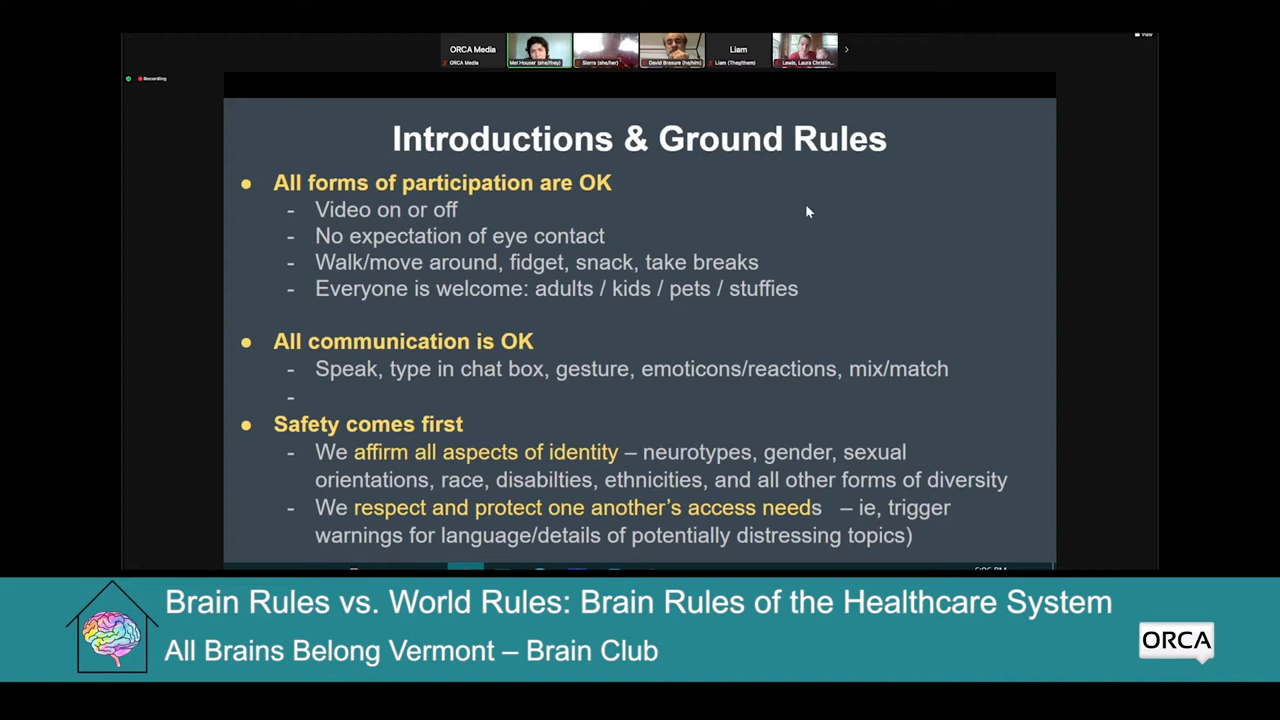 View
ORCA Media
Liam
ORCA Media
Mel Houser (she/they)
Sierra (she/her)
David Brasure (he/him)
Liam (They/them)
Lewis, Laura Christin...
Recording
Introductions & Ground Rules
● All forms of participation are OK
- Video on or off
- No expectation of eye contact
- Walk/move around, fidget, snack, take breaks
- Everyone is welcome: adults / kids / pets / stuffies
● All communication is OK
- Speak, type in chat box, gesture, emoticons/reactions, mix/match
-
● Safety comes first
- We affirm all aspects of identity – neurotypes, gender, sexual
orientations, race, disabilties, ethnicities, and all other forms of diversity
- We respect and protect one another's access needs – ie, trigger
warnings for language/details of potentially distressing topics)
Brain Rules vs. World Rules: Brain Rules of the Healthcare System
All Brains Belong Vermont – Brain Club
ORCA